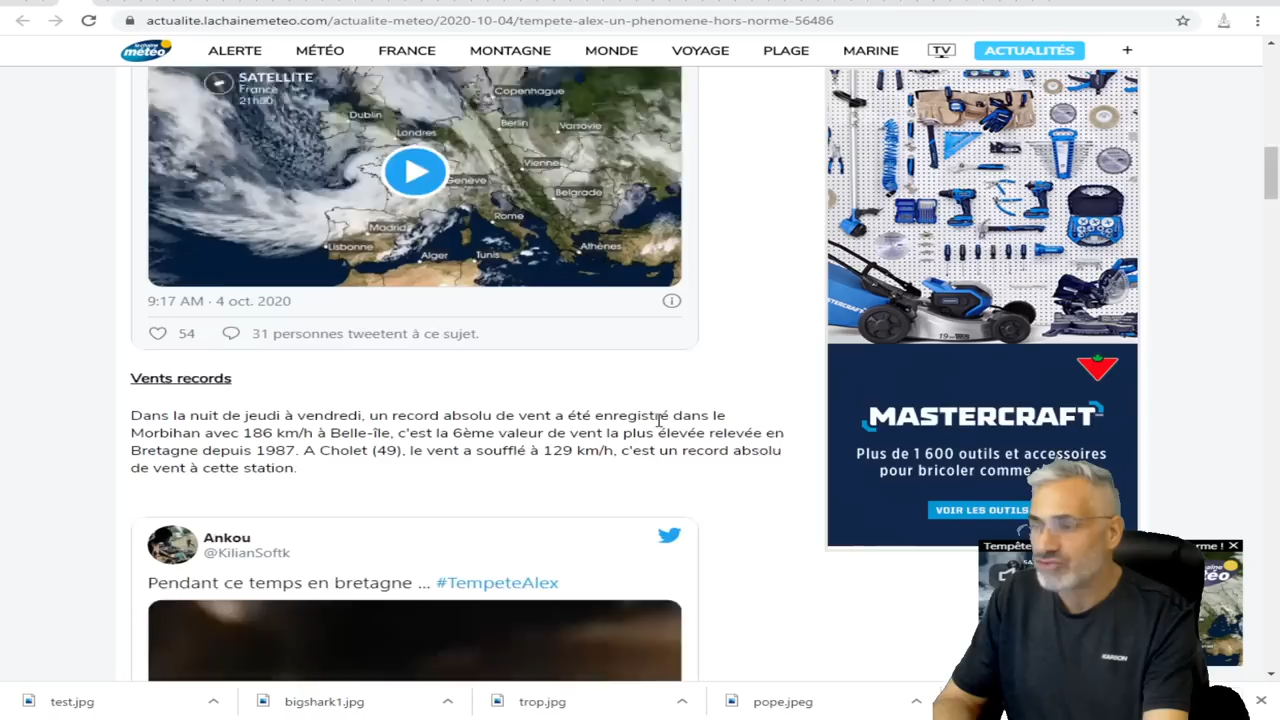 actualite.lachainemeteo.com/actualite-meteo/2020-10-04/tempete-alex-un-phenomene-hors-norme-56486
la chaîne météo ALERTE MÉTÉO FRANCE MONTAGNE MONDE VOYAGE PLAGE MARINE TV ACTUALITÉS +
SATELLITE
France
21h30
Copenhague
Dublin
Berlin
Varsovie
Londres
Vienne
Genève
Belgrade
Rome
Madrid
Lisbonne
Athènes
Alger
Tunis
9:17 AM · 4 oct. 2020
54 31 personnes tweetent à ce sujet.
Vents records
Dans la nuit de jeudi à vendredi, un record absolu de vent a été enregistré dans le
Morbihan avec 186 km/h à Belle-île, c'est la 6ème valeur de vent la plus élevée relevée en
Bretagne depuis 1987. A Cholet (49), le vent a soufflé à 129 km/h, c'est un record absolu
de vent à cette station.
Ankou
@KilianSoftk
Pendant ce temps en bretagne ... #TempeteAlex
MASTERCRAFT
Plus de 1 600 outils et accessoires
pour bricoler comme
VOIR LES OUTILS
Tempête rme !
météo
test.jpg
bigshark1.jpg
trop.jpg
pope.jpeg